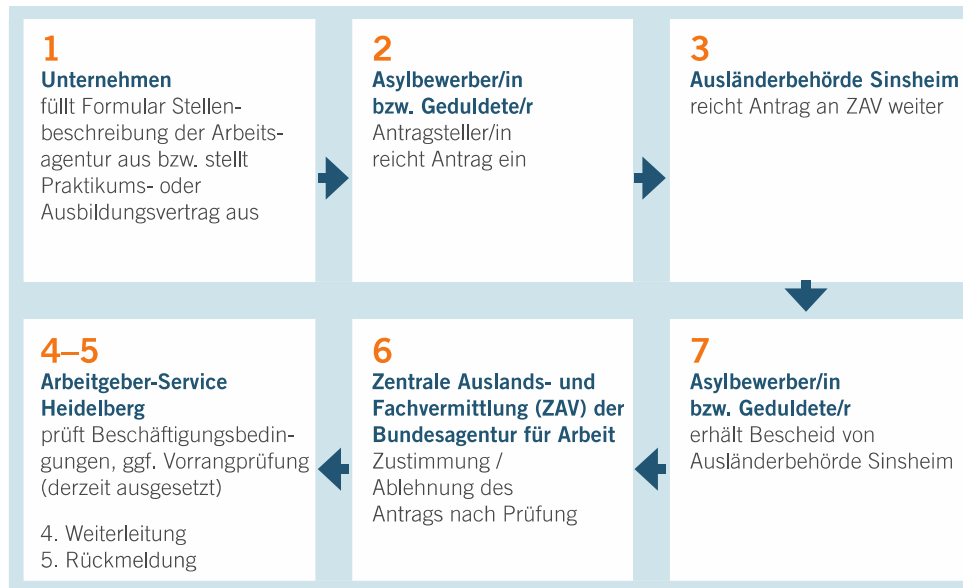 1
Unternehmen
füllt Formular Stellen-
beschreibung der Arbeits-
agentur aus bzw. stellt
Praktikums- oder
Ausbildungsvertrag aus
2
Asylbewerber/in
bzw. Geduldete/r
Antragsteller/in
reicht Antrag ein
3
Ausländerbehörde Sinsheim
reicht Antrag an ZAV weiter
4–5
Arbeitgeber-Service
Heidelberg
prüft Beschäftigungsbedin-
gungen, ggf. Vorrangprüfung
(derzeit ausgesetzt)
4. Weiterleitung
5. Rückmeldung
6
Zentrale Auslands- und
Fachvermittlung (ZAV) der
Bundesagentur für Arbeit
Zustimmung /
Ablehnung des
Antrags nach Prüfung
7
Asylbewerber/in
bzw. Geduldete/r
erhält Bescheid von
Ausländerbehörde Sinsheim